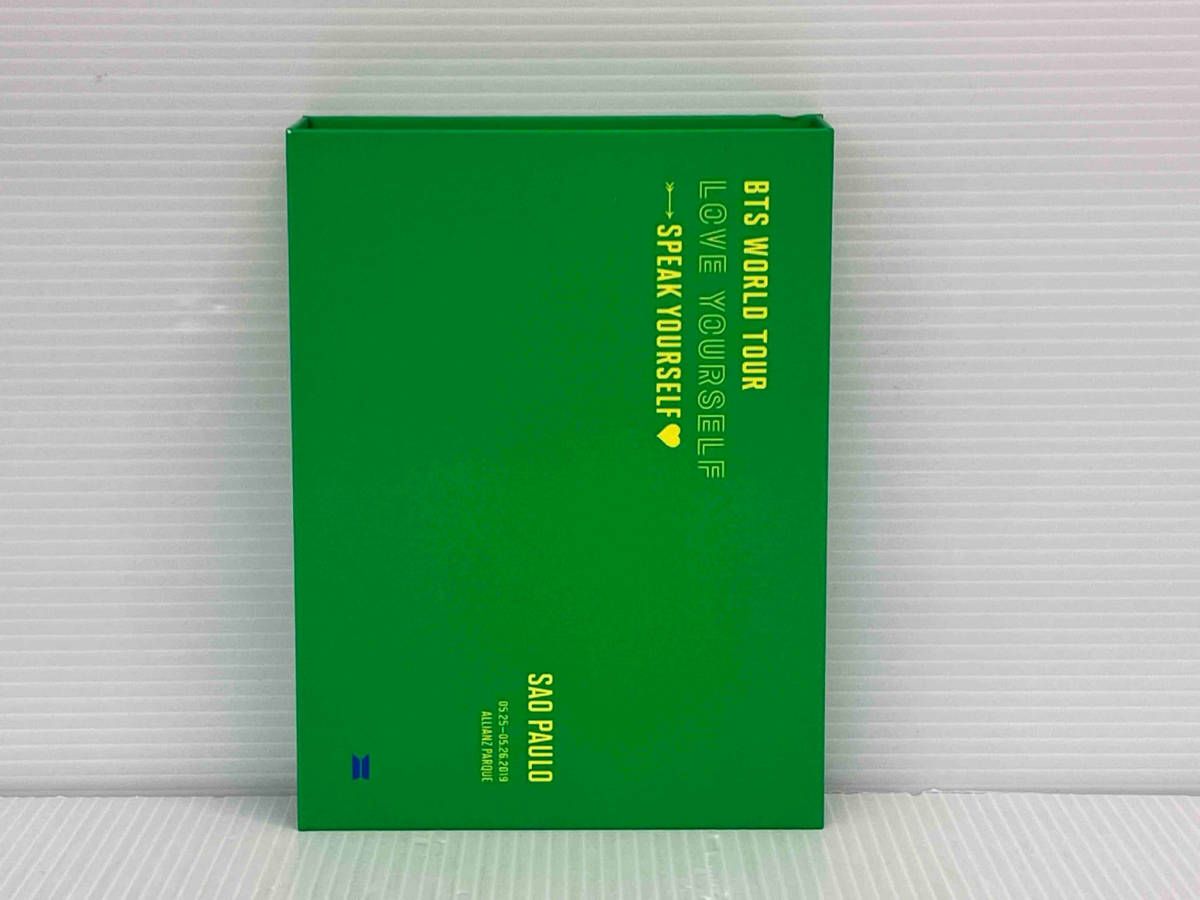 BTS WORLD TOUR
LOVE YOURSELF
SPEAK YOURSELF
SAO PAULO
05.25–05.26.2019
ALLIANZ PARQUE